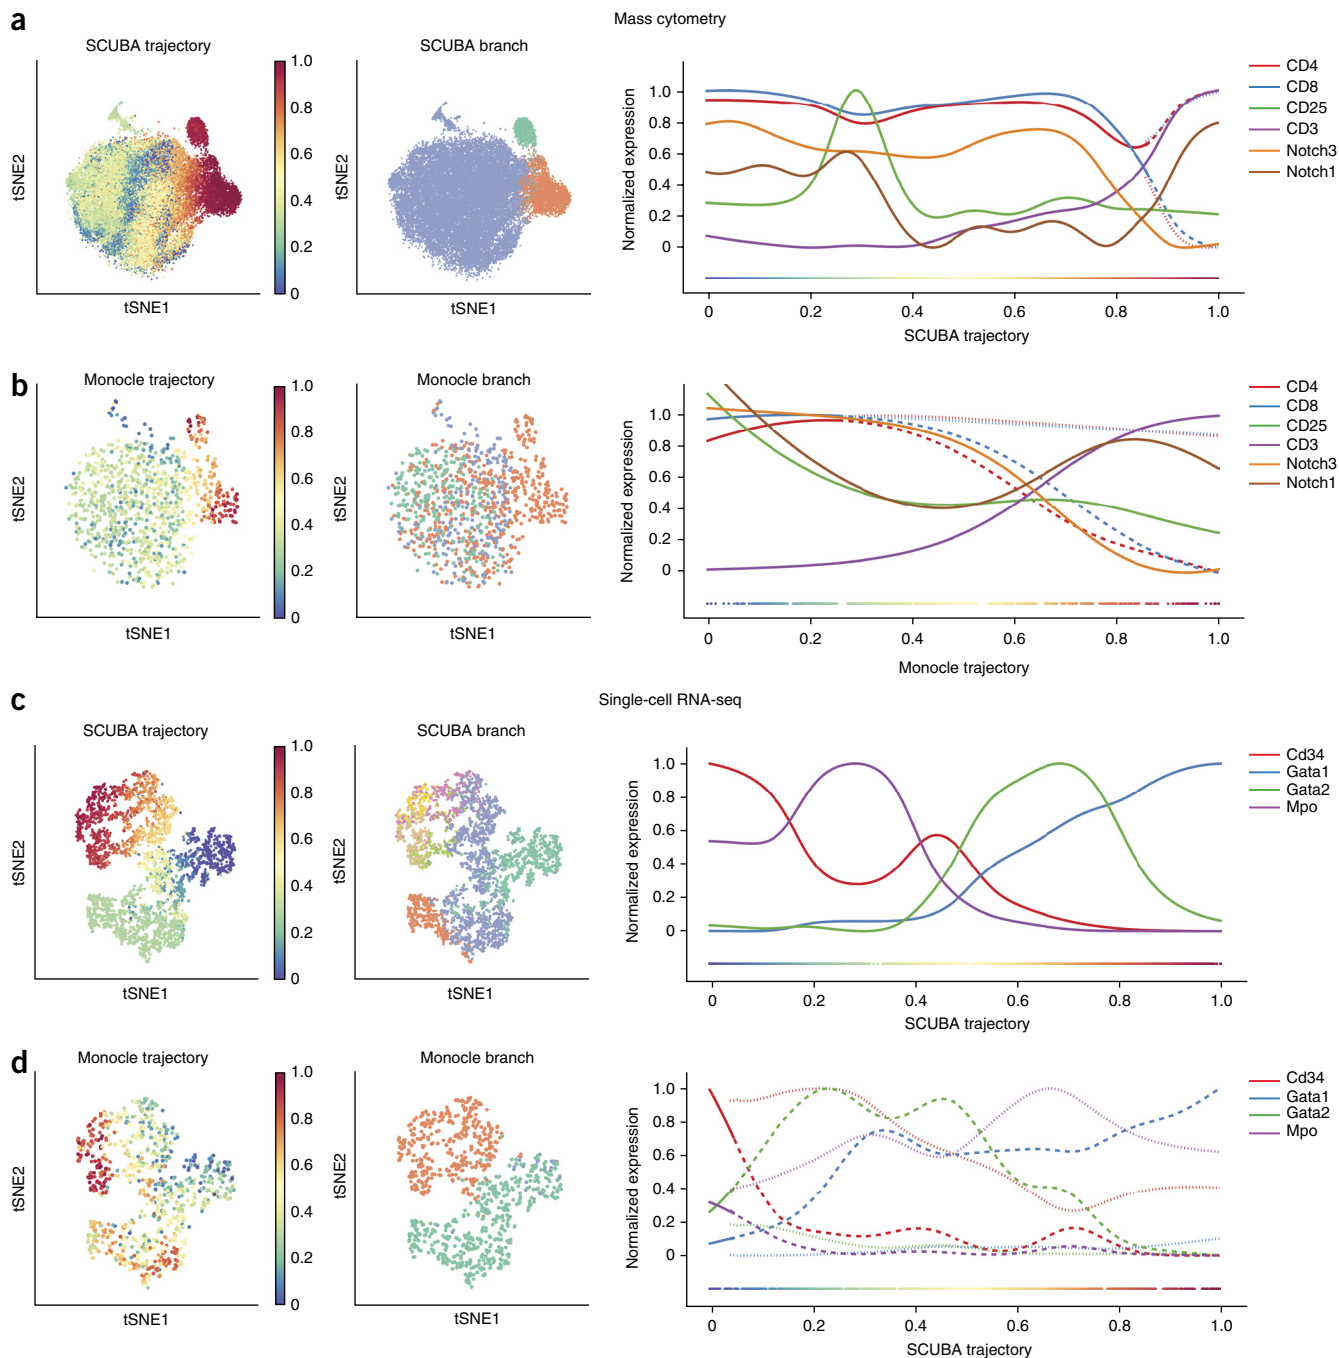 a
Mass cytometry
SCUBA trajectory
SCUBA branch
tSNE2
tSNE1
1.0
0.8
0.6
0.4
0.2
0
tSNE2
tSNE1
Normalized expression
1.0
0.8
0.6
0.4
0.2
0
0 0.2 0.4 0.6 0.8 1.0
SCUBA trajectory
CD4
CD8
CD25
CD3
Notch3
Notch1
b
Monocle trajectory
Monocle branch
tSNE2
tSNE1
1.0
0.8
0.6
0.4
0.2
0
tSNE2
tSNE1
Normalized expression
1.0
0.8
0.6
0.4
0.2
0
0 0.2 0.4 0.6 0.8 1.0
Monocle trajectory
CD4
CD8
CD25
CD3
Notch3
Notch1
c
Single-cell RNA-seq
SCUBA trajectory
SCUBA branch
tSNE2
tSNE1
1.0
0.8
0.6
0.4
0.2
0
tSNE2
tSNE1
Normalized expression
1.0
0.8
0.6
0.4
0.2
0
0 0.2 0.4 0.6 0.8 1.0
SCUBA trajectory
Cd34
Gata1
Gata2
Mpo
d
Monocle trajectory
Monocle branch
tSNE2
tSNE1
1.0
0.8
0.6
0.4
0.2
0
tSNE2
tSNE1
Normalized expression
1.0
0.8
0.6
0.4
0.2
0
0 0.2 0.4 0.6 0.8 1.0
SCUBA trajectory
Cd34
Gata1
Gata2
Mpo